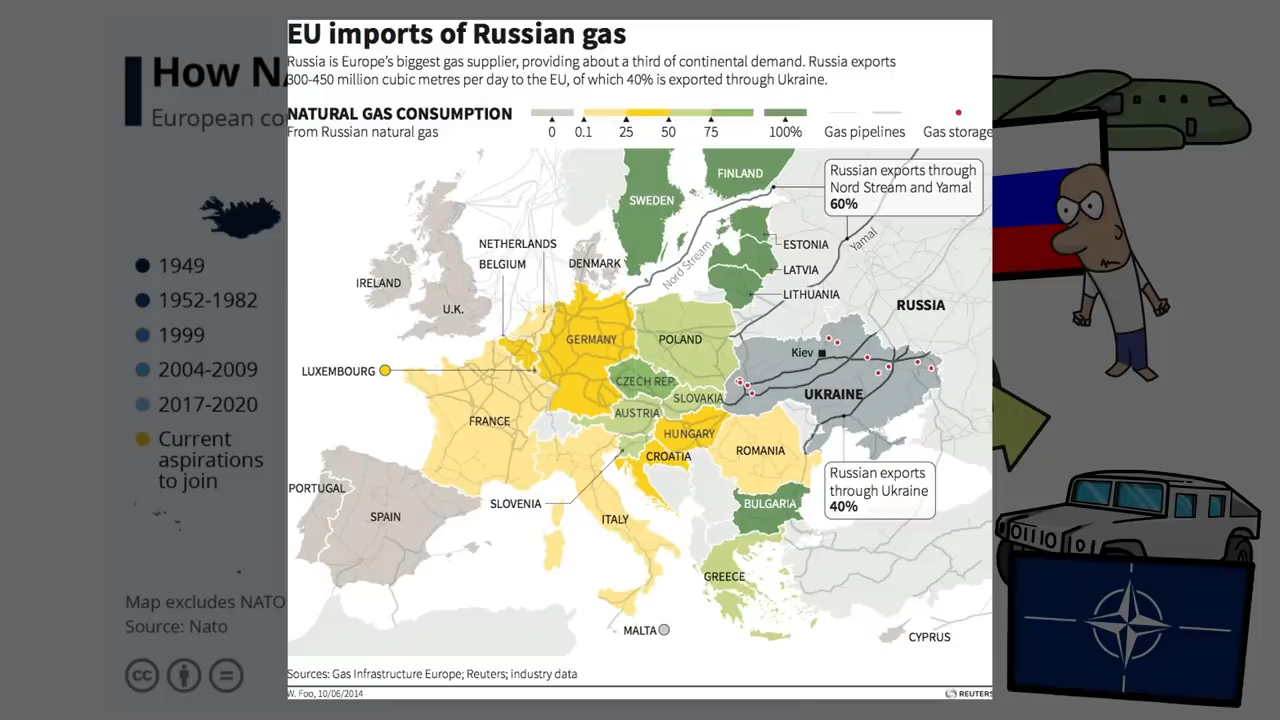 EU imports of Russian gas
Russia is Europe's biggest gas supplier, providing about a third of continental demand. Russia exports
300-450 million cubic metres per day to the EU, of which 40% is exported through Ukraine.
NATURAL GAS CONSUMPTION
From Russian natural gas
0 0.1 25 50 75 100%
Gas pipelines
Gas storage
How N
European co
1949
1952-1982
1999
2004-2009
2017-2020
Current
aspirations
to join
Map excludes NATO
Source: Nato
cc
FINLAND
SWEDEN
Russian exports through
Nord Stream and Yamal
60%
NETHERLANDS
BELGIUM
DENMARK
Nord Stream
Yamal
ESTONIA
LATVIA
LITHUANIA
IRELAND
U.K.
RUSSIA
GERMANY
POLAND
Kiev
LUXEMBOURG
CZECH REP.
UKRAINE
SLOVAKIA
AUSTRIA
FRANCE
HUNGARY
CROATIA
ROMANIA
Russian exports
through Ukraine
40%
PORTUGAL
SPAIN
SLOVENIA
ITALY
BULGARIA
GREECE
MALTA
CYPRUS
Sources: Gas Infrastructure Europe; Reuters; industry data
W. Foo, 10/06/2014
REUTERS